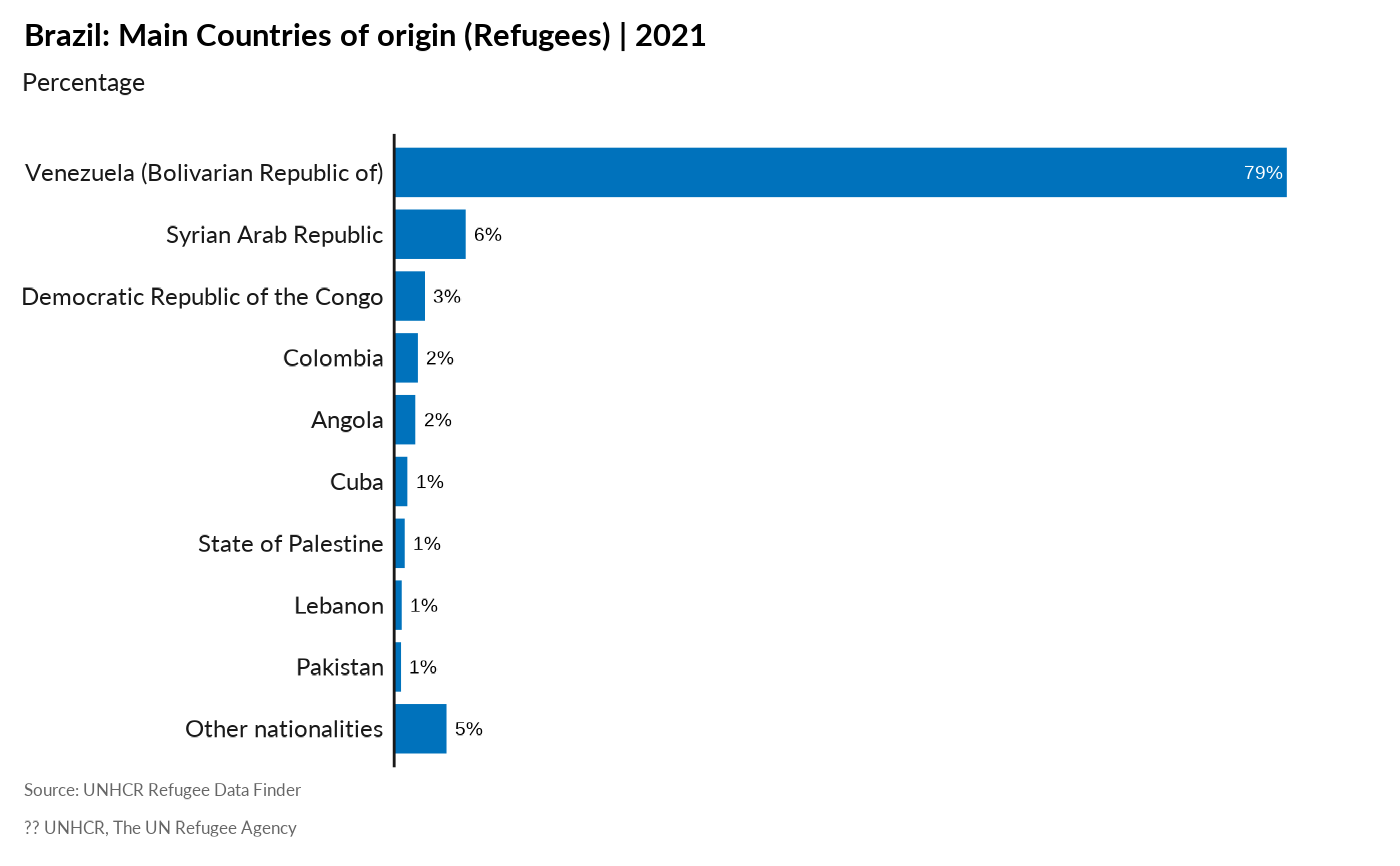 Brazil: Main Countries of origin (Refugees) | 2021
Percentage
Venezuela (Bolivarian Republic of) 79%
Syrian Arab Republic 6%
Democratic Republic of the Congo 3%
Colombia 2%
Angola 2%
Cuba 1%
State of Palestine 1%
Lebanon 1%
Pakistan 1%
Other nationalities 5%
Source: UNHCR Refugee Data Finder
?? UNHCR, The UN Refugee Agency